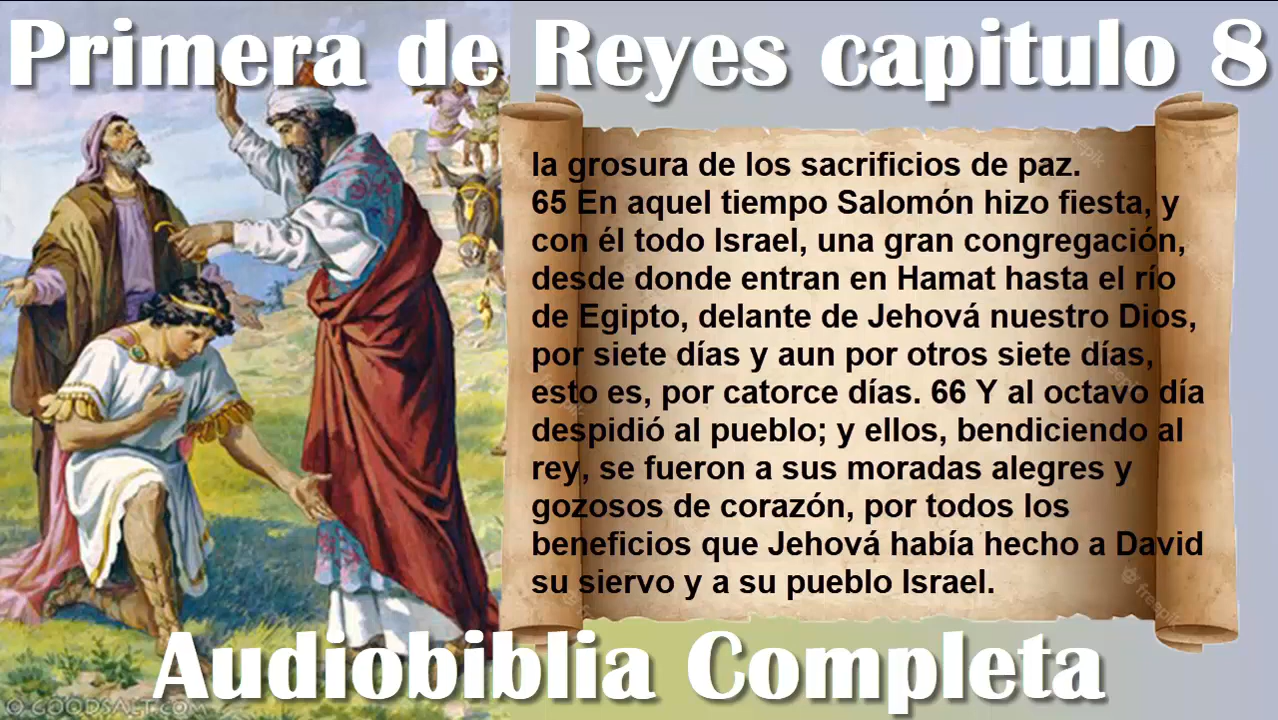 Primera de Reyes capitulo 8
la grosura de los sacrificios de paz.
65 En aquel tiempo Salomón hizo fiesta, y
con él todo Israel, una gran congregación,
desde donde entran en Hamat hasta el río
de Egipto, delante de Jehová nuestro Dios,
por siete días y aun por otros siete días,
esto es, por catorce días. 66 Y al octavo día
despidió al pueblo; y ellos, bendiciendo al
rey, se fueron a sus moradas alegres y
gozosos de corazón, por todos los
beneficios que Jehová había hecho a David
su siervo y a su pueblo Israel.
Audiobiblia Completa
© GOODSALT.COM
freepik